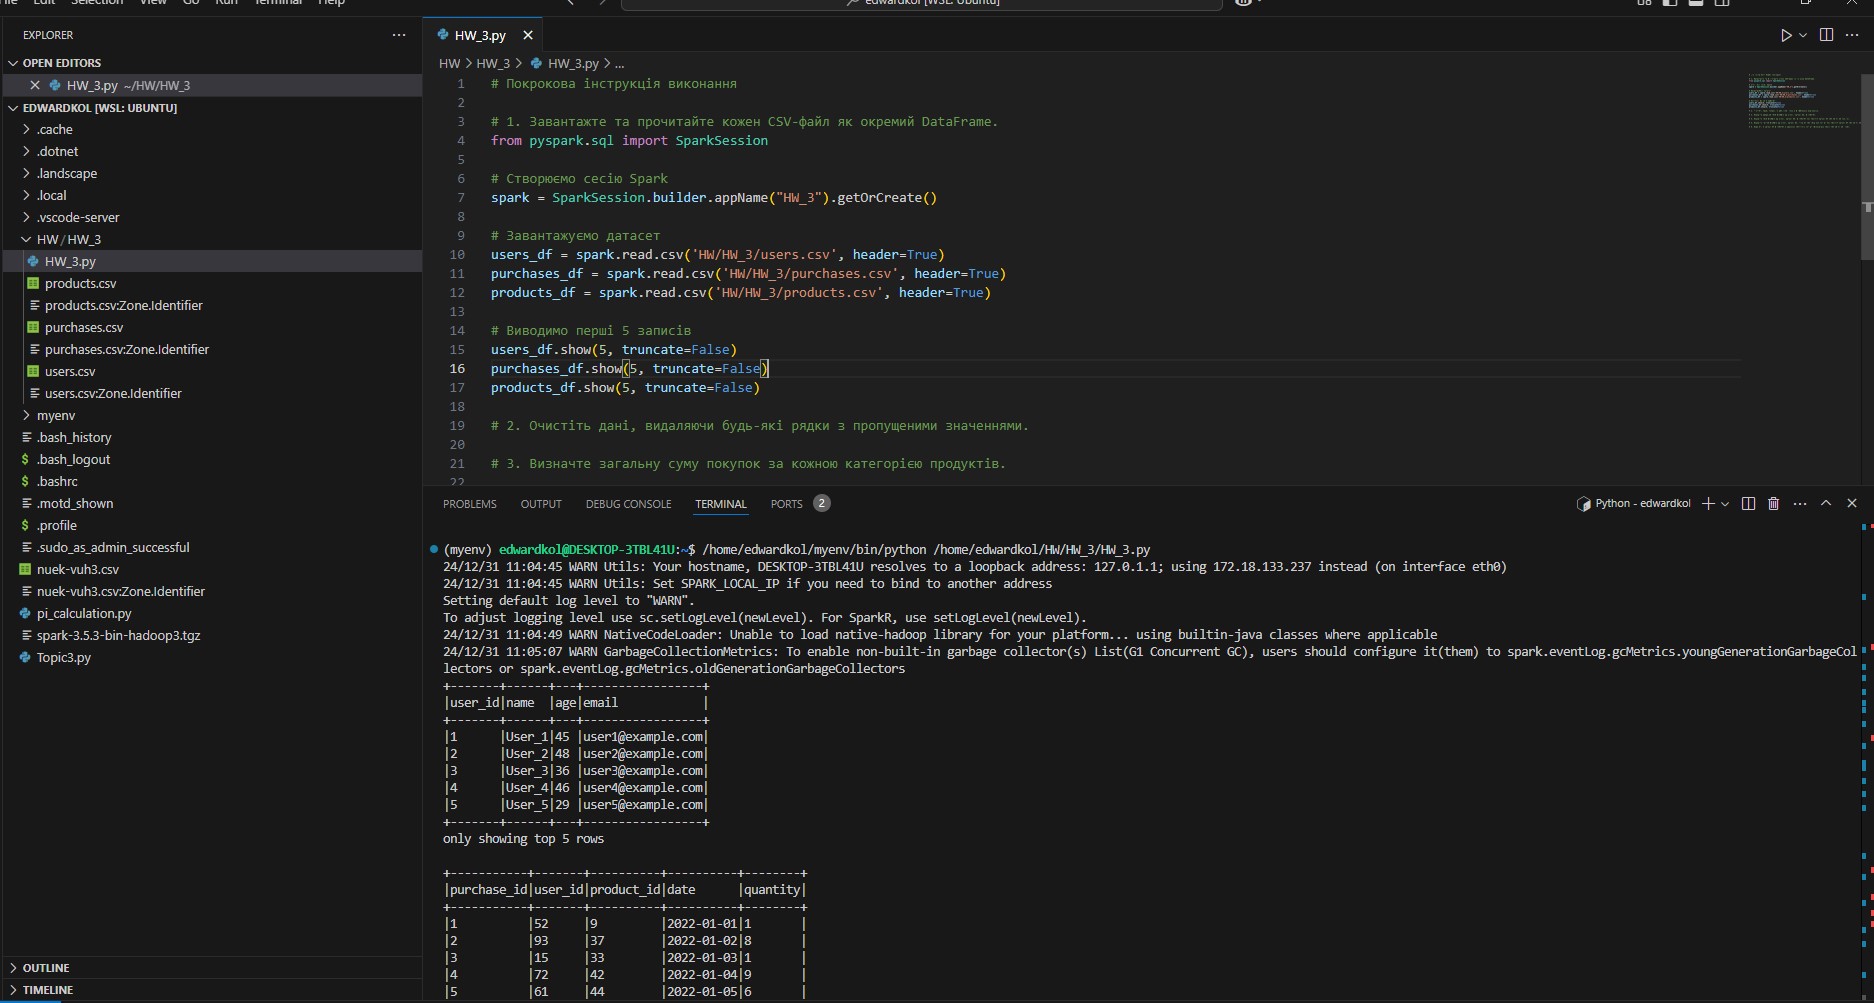 File Edit Selection View Go Run Terminal Help
edwardkol [WSL: Ubuntu]
EXPLORER
OPEN EDITORS
HW_3.py ~/HW/HW_3
EDWARDKOL [WSL: UBUNTU]
.cache
.dotnet
.landscape
.local
.vscode-server
HW / HW_3
HW_3.py
products.csv
products.csv:Zone.Identifier
purchases.csv
purchases.csv:Zone.Identifier
users.csv
users.csv:Zone.Identifier
myenv
.bash_history
.bash_logout
.bashrc
.motd_shown
.profile
.sudo_as_admin_successful
nuek-vuh3.csv
nuek-vuh3.csv:Zone.Identifier
pi_calculation.py
spark-3.5.3-bin-hadoop3.tgz
Topic3.py
OUTLINE
TIMELINE
HW_3.py
HW > HW_3 > HW_3.py > ...
1 # Покрокова інструкція виконання
2
3 # 1. Завантажте та прочитайте кожен CSV-файл як окремий DataFrame.
4 from pyspark.sql import SparkSession
5
6 # Створюємо сесію Spark
7 spark = SparkSession.builder.appName("HW_3").getOrCreate()
8
9 # Завантажуємо датасет
10 users_df = spark.read.csv('HW/HW_3/users.csv', header=True)
11 purchases_df = spark.read.csv('HW/HW_3/purchases.csv', header=True)
12 products_df = spark.read.csv('HW/HW_3/products.csv', header=True)
13
14 # Виводимо перші 5 записів
15 users_df.show(5, truncate=False)
16 purchases_df.show(5, truncate=False)
17 products_df.show(5, truncate=False)
18
19 # 2. Очистіть дані, видаляючи будь-які рядки з пропущеними значеннями.
20
21 # 3. Визначте загальну суму покупок за кожною категорією продуктів.
22
PROBLEMS OUTPUT DEBUG CONSOLE TERMINAL PORTS 2
Python - edwardkol
(myenv) edwardkol@DESKTOP-3TBL41U:~$ /home/edwardkol/myenv/bin/python /home/edwardkol/HW/HW_3/HW_3.py
24/12/31 11:04:45 WARN Utils: Your hostname, DESKTOP-3TBL41U resolves to a loopback address: 127.0.1.1; using 172.18.133.237 instead (on interface eth0)
24/12/31 11:04:45 WARN Utils: Set SPARK_LOCAL_IP if you need to bind to another address
Setting default log level to "WARN".
To adjust logging level use sc.setLogLevel(newLevel). For SparkR, use setLogLevel(newLevel).
24/12/31 11:04:49 WARN NativeCodeLoader: Unable to load native-hadoop library for your platform... using builtin-java classes where applicable
24/12/31 11:05:07 WARN GarbageCollectionMetrics: To enable non-built-in garbage collector(s) List(G1 Concurrent GC), users should configure it(them) to spark.eventLog.gcMetrics.youngGenerationGarbageCol
lectors or spark.eventLog.gcMetrics.oldGenerationGarbageCollectors
+-------+------+---+-----------------+
|user_id|name  |age|email            |
+-------+------+---+-----------------+
|1      |User_1|45 |user1@example.com|
|2      |User_2|48 |user2@example.com|
|3      |User_3|36 |user3@example.com|
|4      |User_4|46 |user4@example.com|
|5      |User_5|29 |user5@example.com|
+-------+------+---+-----------------+
only showing top 5 rows
+-----------+-------+----------+----------+--------+
|purchase_id|user_id|product_id|date      |quantity|
+-----------+-------+----------+----------+--------+
|1          |52     |9         |2022-01-01|1       |
|2          |93     |37        |2022-01-02|8       |
|3          |15     |33        |2022-01-03|1       |
|4          |72     |42        |2022-01-04|9       |
|5          |61     |44        |2022-01-05|6       |